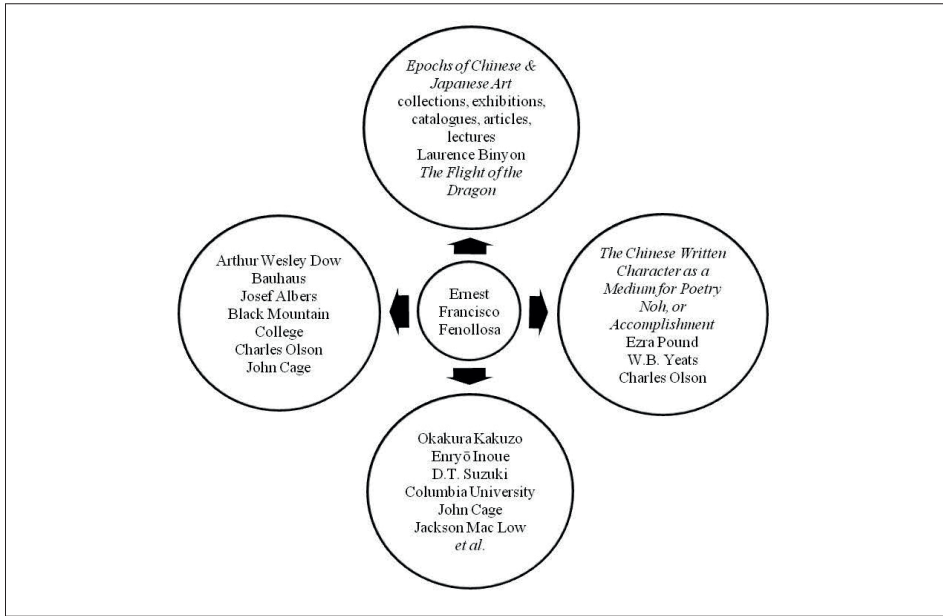 Epochs of Chinese &
Japanese Art
collections, exhibitions,
catalogues, articles,
lectures
Laurence Binyon
The Flight of the
Dragon
Arthur Wesley Dow
Bauhaus
Josef Albers
Black Mountain
College
Charles Olson
John Cage
Ernest
Francisco
Fenollosa
The Chinese Written
Character as a
Medium for Poetry
Noh, or
Accomplishment
Ezra Pound
W.B. Yeats
Charles Olson
Okakura Kakuzo
Enryō Inoue
D.T. Suzuki
Columbia University
John Cage
Jackson Mac Low
et al.